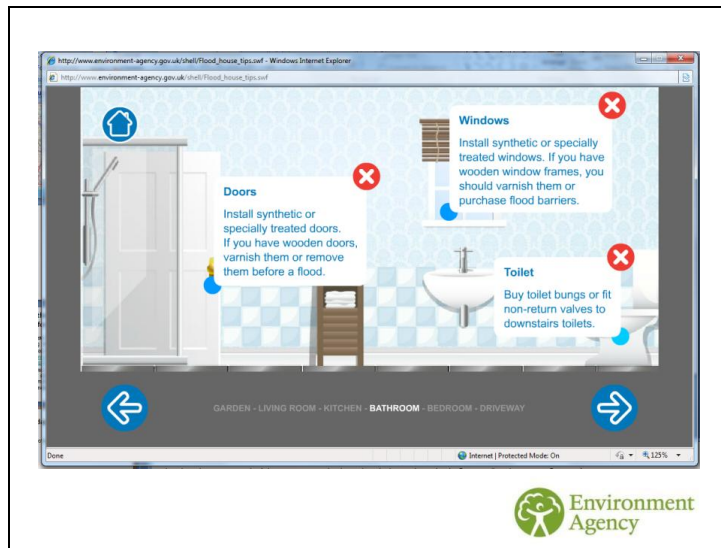 http://www.environment-agency.gov.uk/shell/Flood_house_tips.swf - Windows Internet Explorer
http://www.environment-agency.gov.uk/shell/Flood_house_tips.swf
Windows
Install synthetic or specially
treated windows. If you have
wooden window frames, you
should varnish them or
purchase flood barriers.
Doors
Install synthetic or
specially treated doors.
If you have wooden doors,
varnish them or remove
them before a flood.
Toilet
Buy toilet bungs or fit
non-return valves to
downstairs toilets.
GARDEN - LIVING ROOM - KITCHEN - BATHROOM - BEDROOM - DRIVEWAY
Done
Internet | Protected Mode: On
125%
Environment
Agency